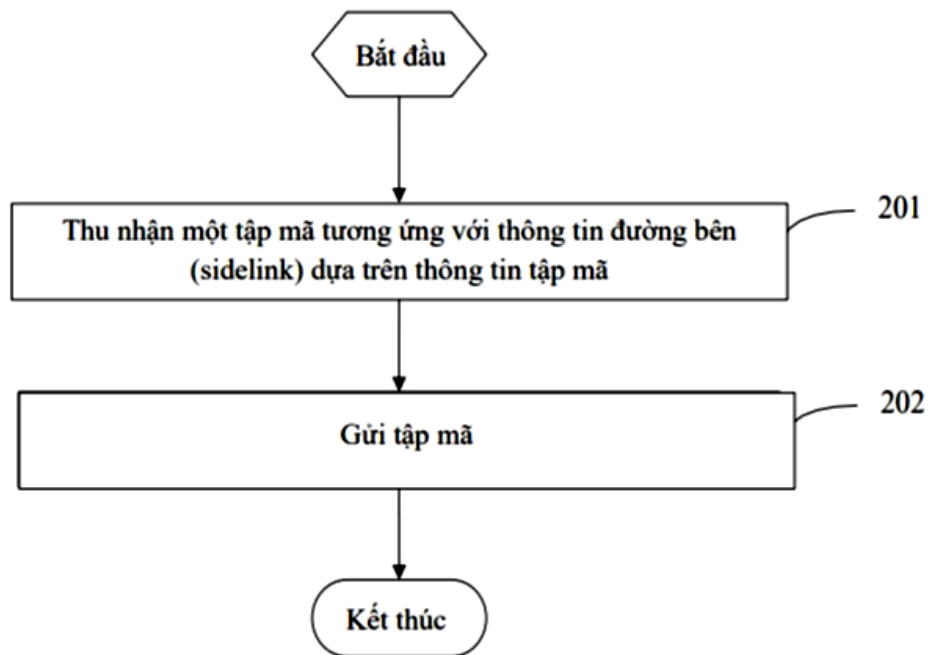 Bắt đầu
Thu nhận một tập mã tương ứng với thông tin đường bên
(sidelink) dựa trên thông tin tập mã
201
Gửi tập mã
202
Kết thúc